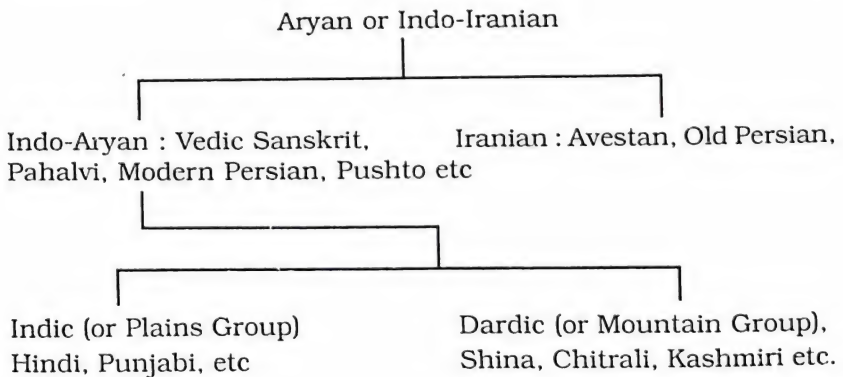 Aryan or Indo-Iranian
Indo-Aryan : Vedic Sanskrit,
Pahalvi, Modern Persian, Pushto etc
Iranian : Avestan, Old Persian,
Indic (or Plains Group)
Hindi, Punjabi, etc
Dardic (or Mountain Group),
Shina, Chitrali, Kashmiri etc.